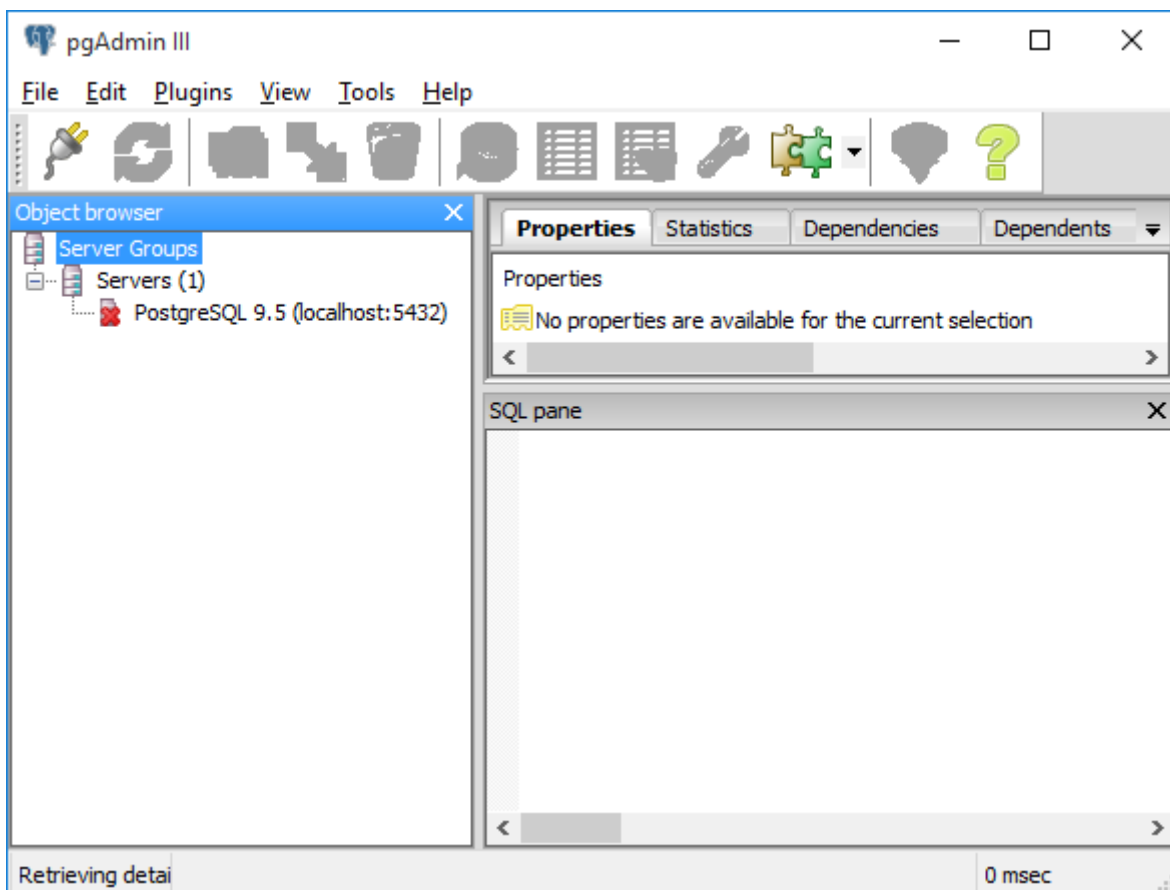 pgAdmin III
File Edit Plugins View Tools Help
Object browser
Server Groups
Servers (1)
PostgreSQL 9.5 (localhost:5432)
Properties Statistics Dependencies Dependents
Properties
No properties are available for the current selection
SQL pane
Retrieving detai
0 msec